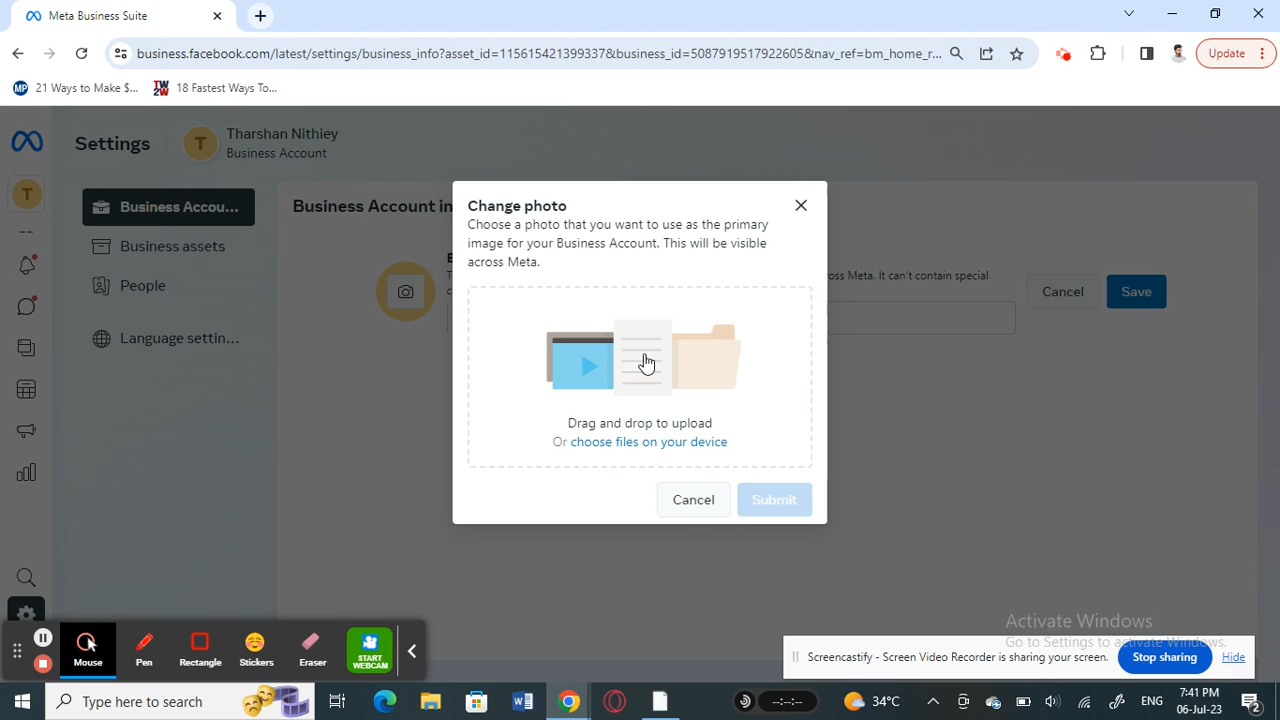 Meta Business Suite
business.facebook.com/latest/settings/business_info?asset_id=115615421399337&business_id=5087919517922605&nav_ref=bm_home_r...
Update
MP 21 Ways to Make $...
TW2W 18 Fastest Ways To...
Settings
T
Tharshan Nithiey
Business Account
T
Business Accou...
Business assets
People
Language settin...
Business Account in
oss Meta. It can't contain special
Cancel
Save
Change photo
Choose a photo that you want to use as the primary
image for your Business Account. This will be visible
across Meta.
Drag and drop to upload
Or choose files on your device
Cancel
Submit
Activate Windows
Go to Settings to activate Windows.
Mouse
Pen
Rectangle
Stickers
Eraser
START
WEBCAM
Screencastify - Screen Video Recorder is sharing your screen.
Stop sharing
Hide
Type here to search
--:--:--
34°C
ENG
7:41 PM
06-Jul-23
2